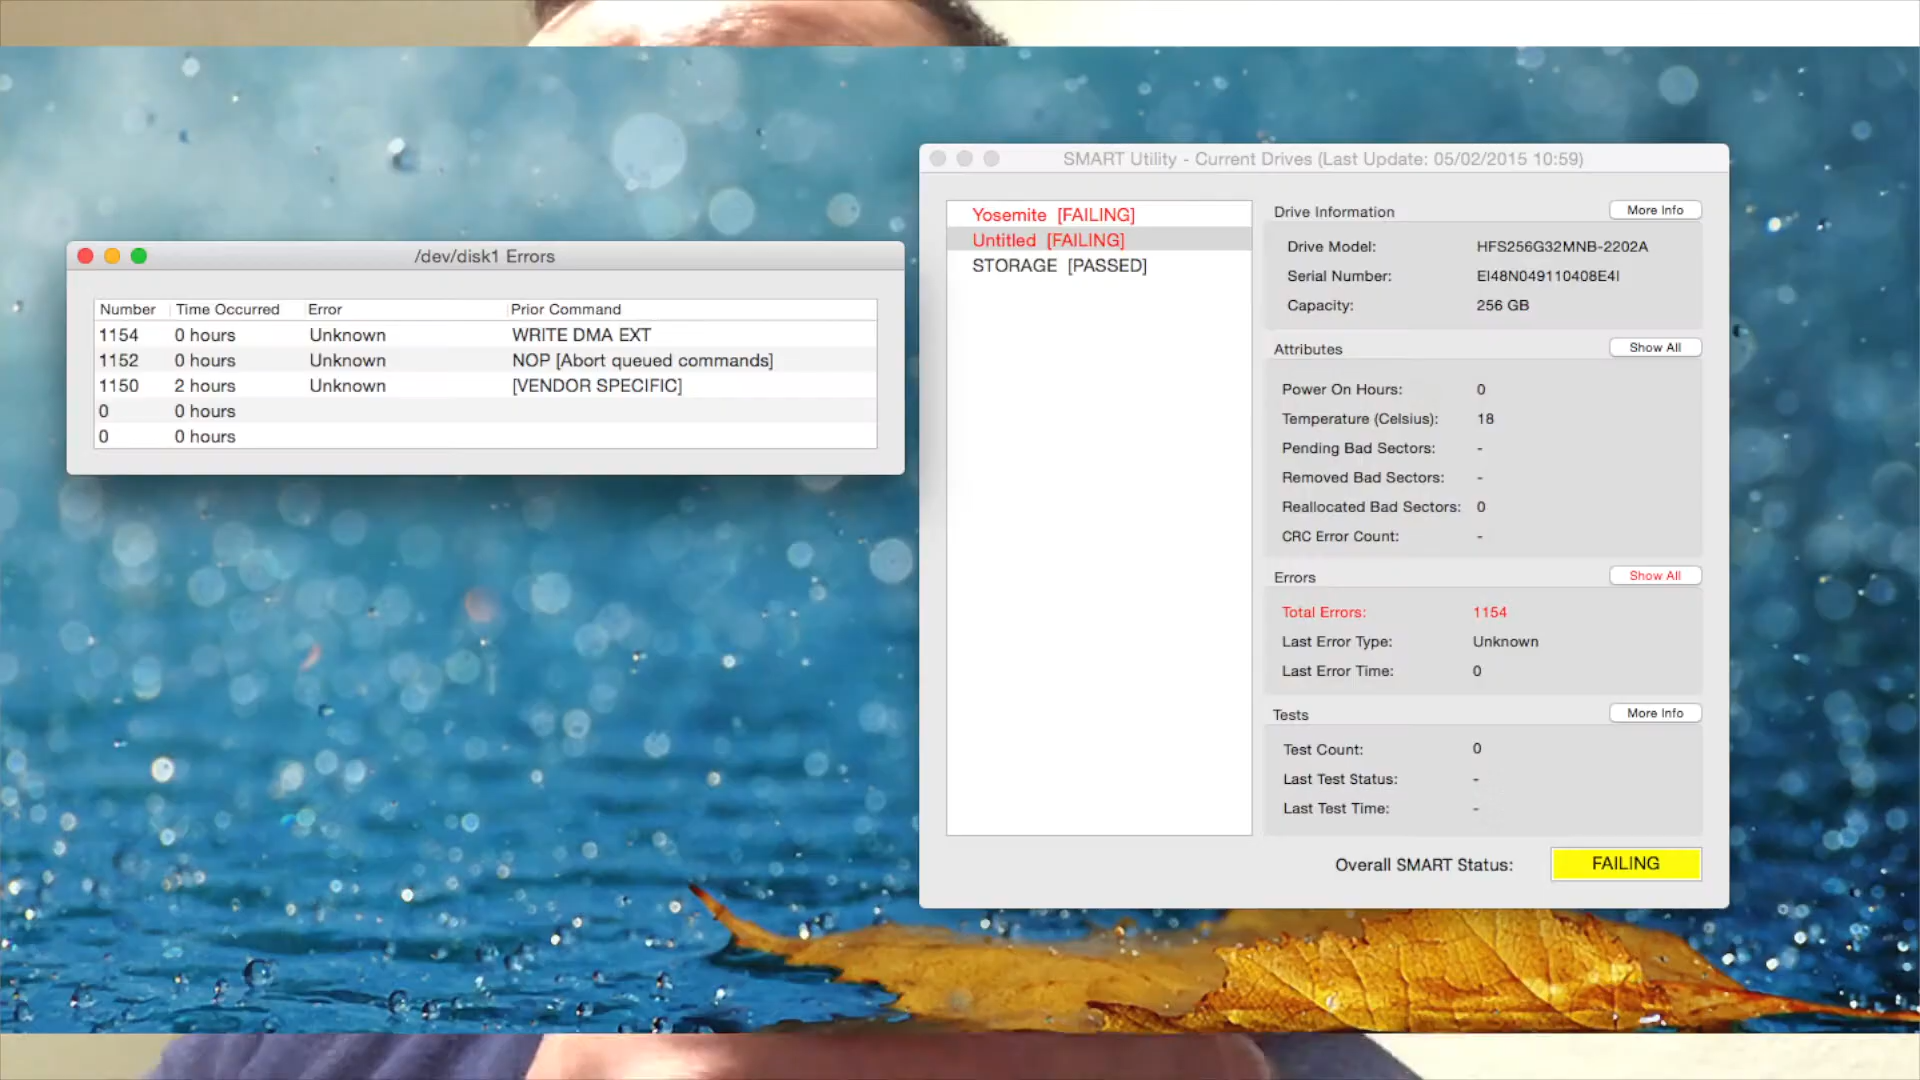 /dev/disk1 Errors
Number Time Occurred Error Prior Command
1154 0 hours Unknown WRITE DMA EXT
1152 0 hours Unknown NOP [Abort queued commands]
1150 2 hours Unknown [VENDOR SPECIFIC]
0 0 hours
0 0 hours
SMART Utility - Current Drives (Last Update: 05/02/2015 10:59)
Yosemite [FAILING]
Untitled [FAILING]
STORAGE [PASSED]
Drive Information More Info
Drive Model: HFS256G32MNB-2202A
Serial Number: EI48N049110408E4I
Capacity: 256 GB
Attributes Show All
Power On Hours: 0
Temperature (Celsius): 18
Pending Bad Sectors: -
Removed Bad Sectors: -
Reallocated Bad Sectors: 0
CRC Error Count: -
Errors Show All
Total Errors: 1154
Last Error Type: Unknown
Last Error Time: 0
Tests More Info
Test Count: 0
Last Test Status: -
Last Test Time: -
Overall SMART Status: FAILING